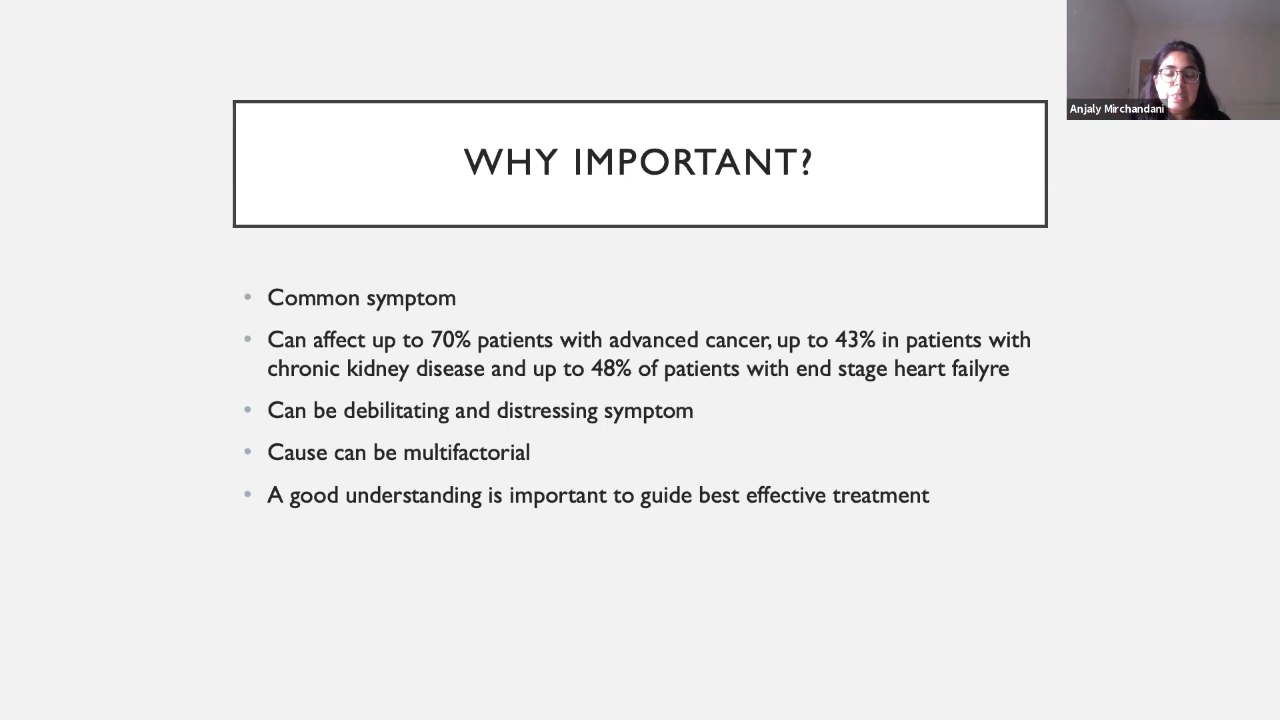 WHY IMPORTANT?
• Common symptom
• Can affect up to 70% patients with advanced cancer, up to 43% in patients with
chronic kidney disease and up to 48% of patients with end stage heart failyre
• Can be debilitating and distressing symptom
• Cause can be multifactorial
• A good understanding is important to guide best effective treatment
Anjaly Mirchandani